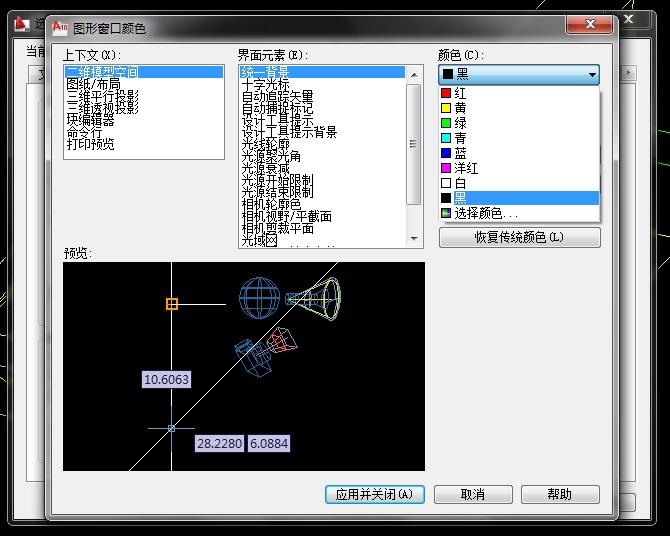 选
图形窗口颜色
当前
上下文(X):
二维模型空间
图纸/布局
三维平行投影
三维透视投影
块编辑器
命令行
打印预览
界面元素(E):
统一背景
十字光标
自动追踪矢量
自动捕捉标记
设计工具提示
设计工具提示背景
光线轮廓
光源聚光角
光源衰减
光源开始限制
光源结束限制
相机轮廓色
相机视野/平截面
相机剪裁平面
光域网
颜色(C):
黑
红
黄
绿
青
蓝
洋红
白
黑
选择颜色...
恢复传统颜色(L)
预览:
10.6063
28.2280
6.0884
应用并关闭(A)
取消
帮助